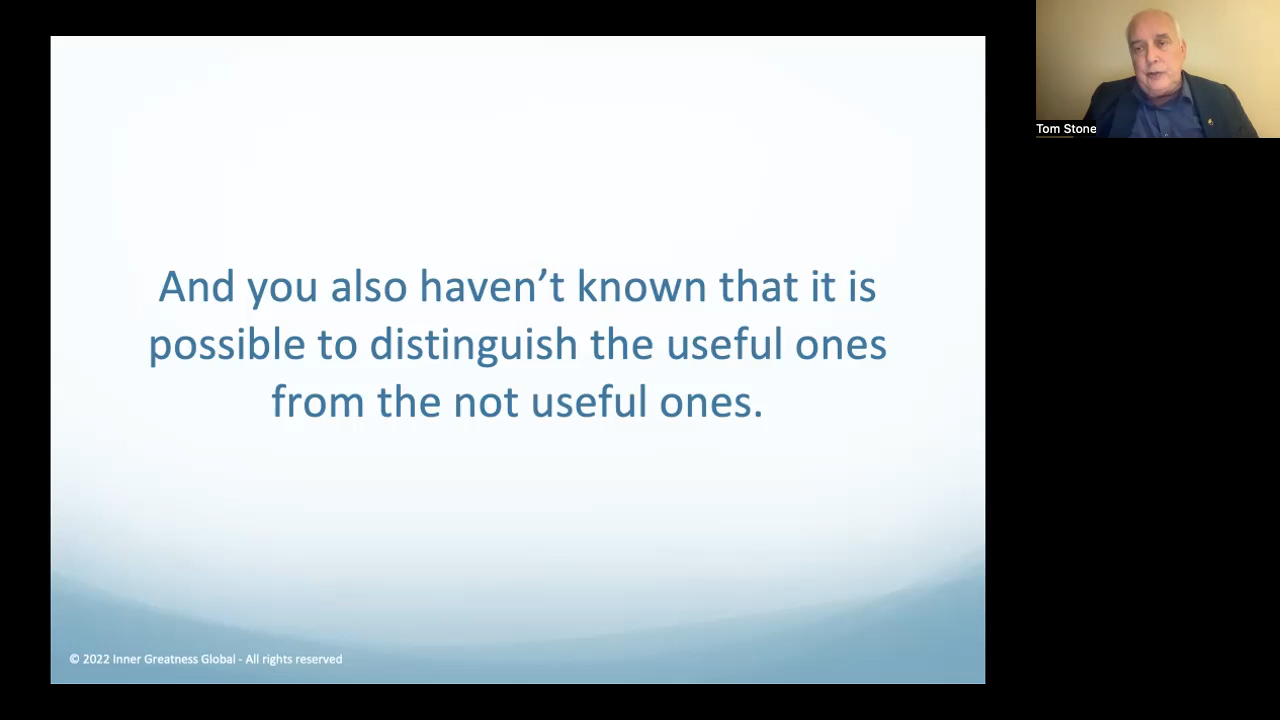 And you also haven’t known that it is
possible to distinguish the useful ones
from the not useful ones.
© 2022 Inner Greatness Global - All rights reserved
Tom Stone